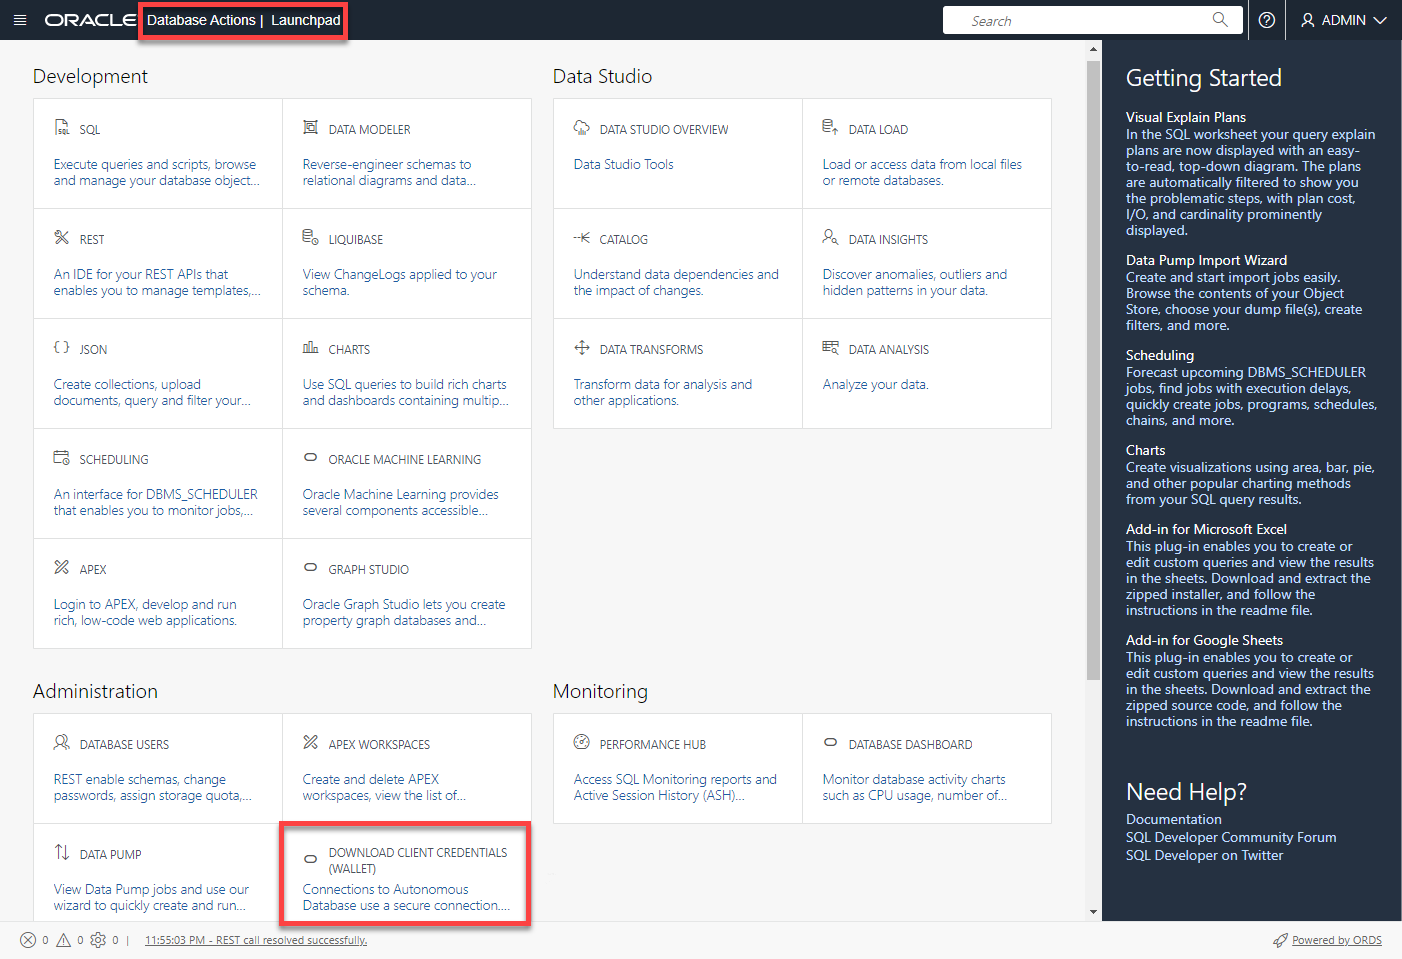 ORACLE Database Actions | Launchpad
Search
ADMIN
Development
SQL
Execute queries and scripts, browse
and manage your database object...
DATA MODELER
Reverse-engineer schemas to
relational diagrams and data...
REST
An IDE for your REST APIs that
enables you to manage templates,...
LIQUIBASE
View ChangeLogs applied to your
schema.
JSON
Create collections, upload
documents, query and filter your...
CHARTS
Use SQL queries to build rich charts
and dashboards containing multip...
SCHEDULING
An interface for DBMS_SCHEDULER
that enables you to monitor jobs,...
ORACLE MACHINE LEARNING
Oracle Machine Learning provides
several components accessible...
APEX
Login to APEX, develop and run
rich, low-code web applications.
GRAPH STUDIO
Oracle Graph Studio lets you create
property graph databases and...
Data Studio
DATA STUDIO OVERVIEW
Data Studio Tools
DATA LOAD
Load or access data from local files
or remote databases.
CATALOG
Understand data dependencies and
the impact of changes.
DATA INSIGHTS
Discover anomalies, outliers and
hidden patterns in your data.
DATA TRANSFORMS
Transform data for analysis and
other applications.
DATA ANALYSIS
Analyze your data.
Administration
DATABASE USERS
REST enable schemas, change
passwords, assign storage quota,...
APEX WORKSPACES
Create and delete APEX
workspaces, view the list of...
DATA PUMP
View Data Pump jobs and use our
wizard to quickly create and run...
DOWNLOAD CLIENT CREDENTIALS
(WALLET)
Connections to Autonomous
Database use a secure connection....
Monitoring
PERFORMANCE HUB
Access SQL Monitoring reports and
Active Session History (ASH)...
DATABASE DASHBOARD
Monitor database activity charts
such as CPU usage, number of...
Getting Started
Visual Explain Plans
In the SQL worksheet your query explain
plans are now displayed with an easy-
to-read, top-down diagram. The plans
are automatically filtered to show you
the problematic steps, with plan cost,
I/O, and cardinality prominently
displayed.
Data Pump Import Wizard
Create and start import jobs easily.
Browse the contents of your Object
Store, choose your dump file(s), create
filters, and more.
Scheduling
Forecast upcoming DBMS_SCHEDULER
jobs, find jobs with execution delays,
quickly create jobs, programs, schedules,
chains, and more.
Charts
Create visualizations using area, bar, pie,
and other popular charting methods
from your SQL query results.
Add-in for Microsoft Excel
This plug-in enables you to create or
edit custom queries and view the results
in the sheets. Download and extract the
zipped installer, and follow the
instructions in the readme file.
Add-in for Google Sheets
This plug-in enables you to create or
edit custom queries and view the results
in the sheets. Download and extract the
zipped source code, and follow the
instructions in the readme file.
Need Help?
Documentation
SQL Developer Community Forum
SQL Developer on Twitter
0 0 0 | 11:55:03 PM - REST call resolved successfully.
Powered by ORDS